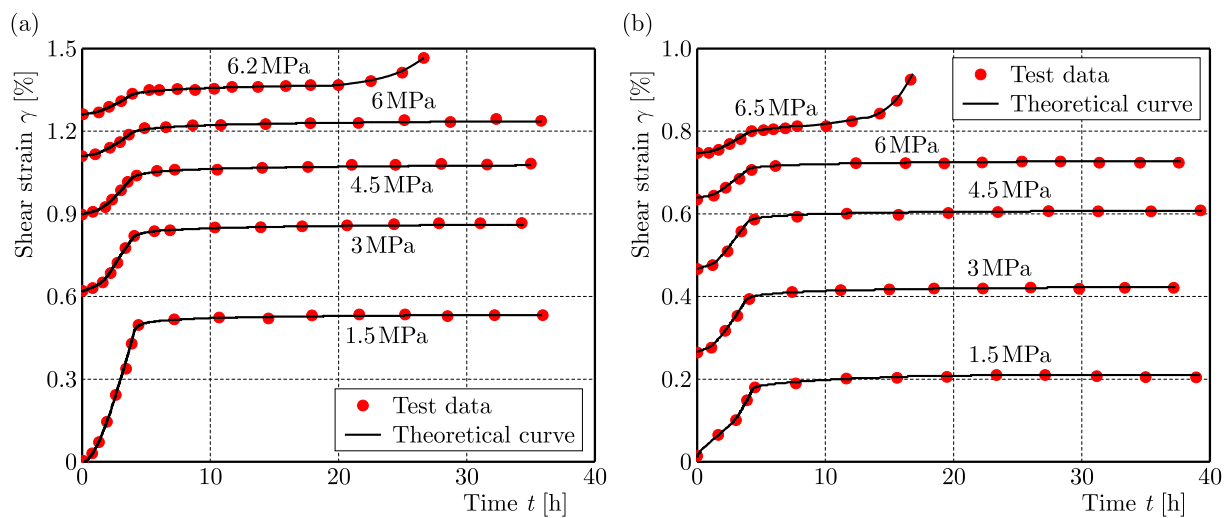 (a)
Shear strain γ [%]
1.5
1.2
0.9
0.6
0.3
0
6.2 MPa
6 MPa
4.5 MPa
3 MPa
1.5 MPa
Test data
Theoretical curve
0 10 20 30 40
Time t [h]
(b)
Shear strain γ [%]
1.0
0.8
0.6
0.4
0.2
0
Test data
Theoretical curve
6.5 MPa
6 MPa
4.5 MPa
3 MPa
1.5 MPa
0 10 20 30 40
Time t [h]